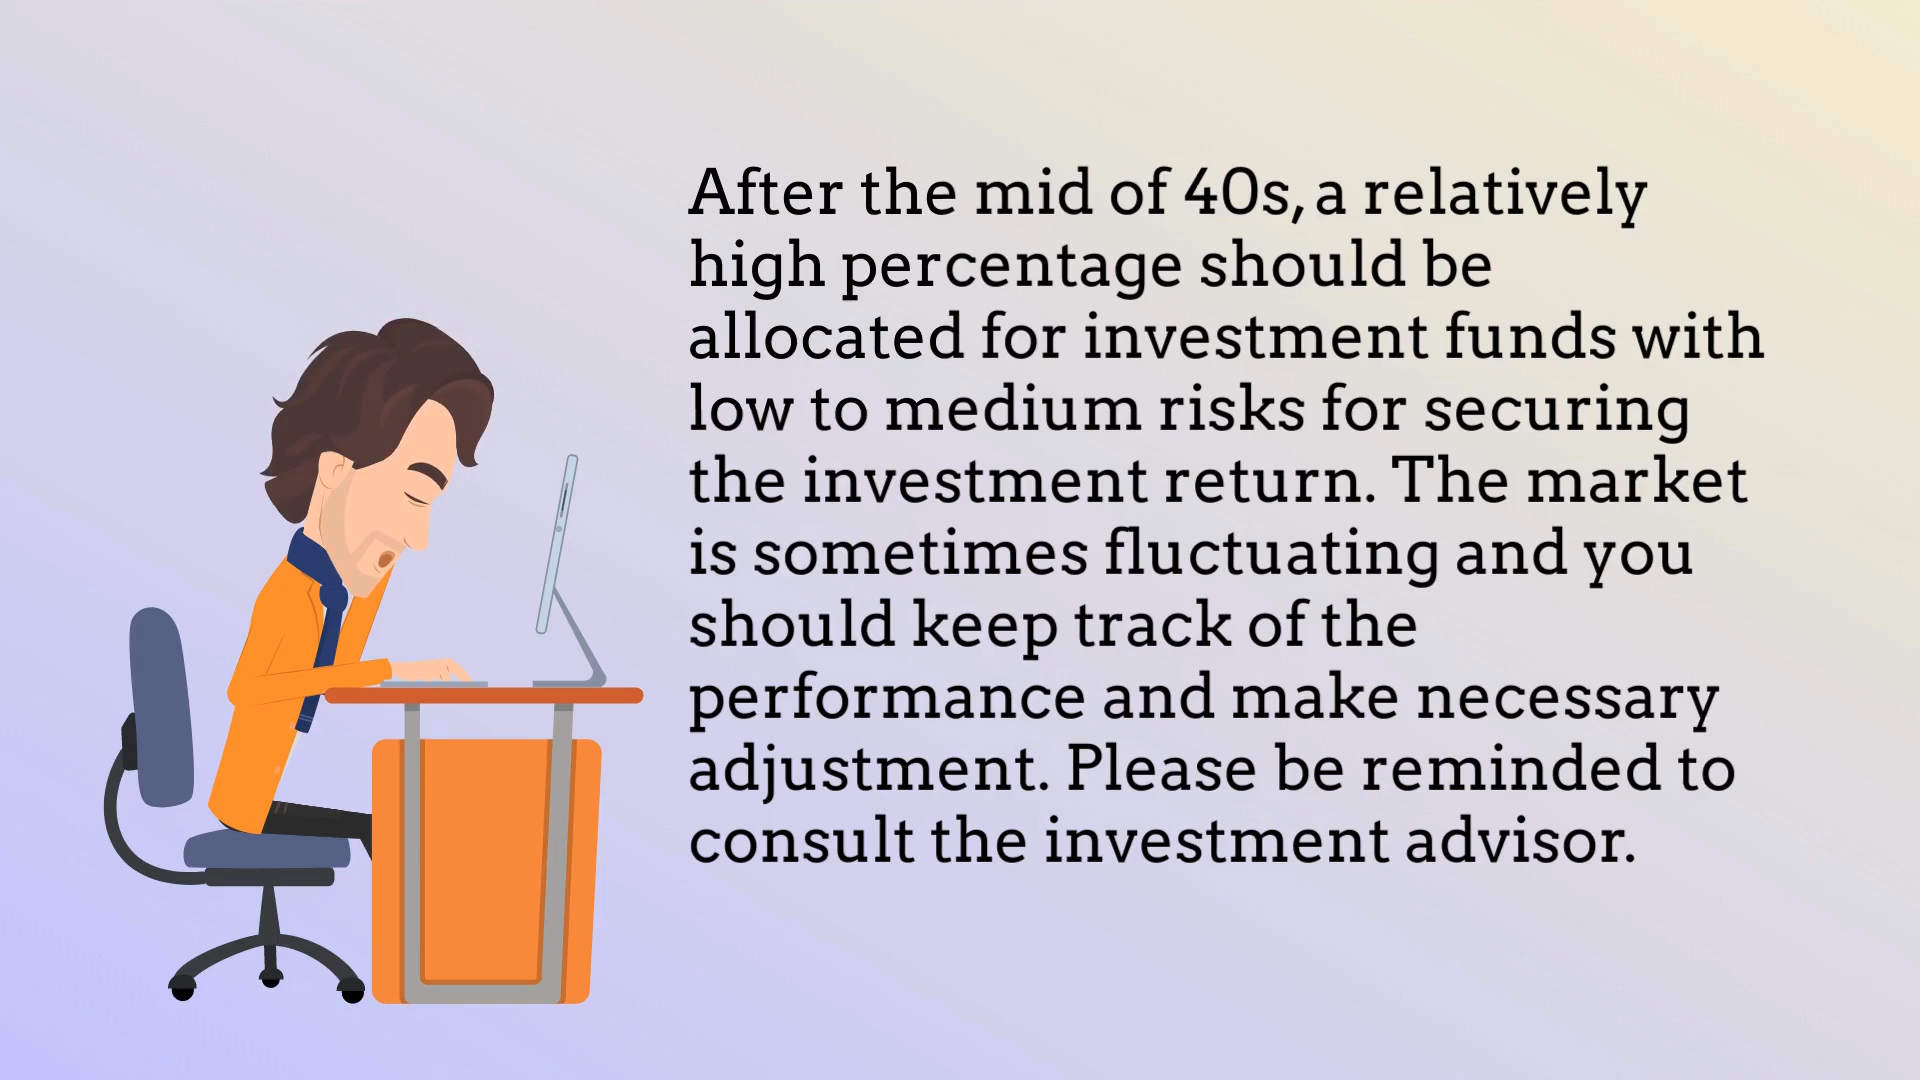 After the mid of 40s, a relatively
high percentage should be
allocated for investment funds with
low to medium risks for securing
the investment return. The market
is sometimes fluctuating and you
should keep track of the
performance and make necessary
adjustment. Please be reminded to
consult the investment advisor.